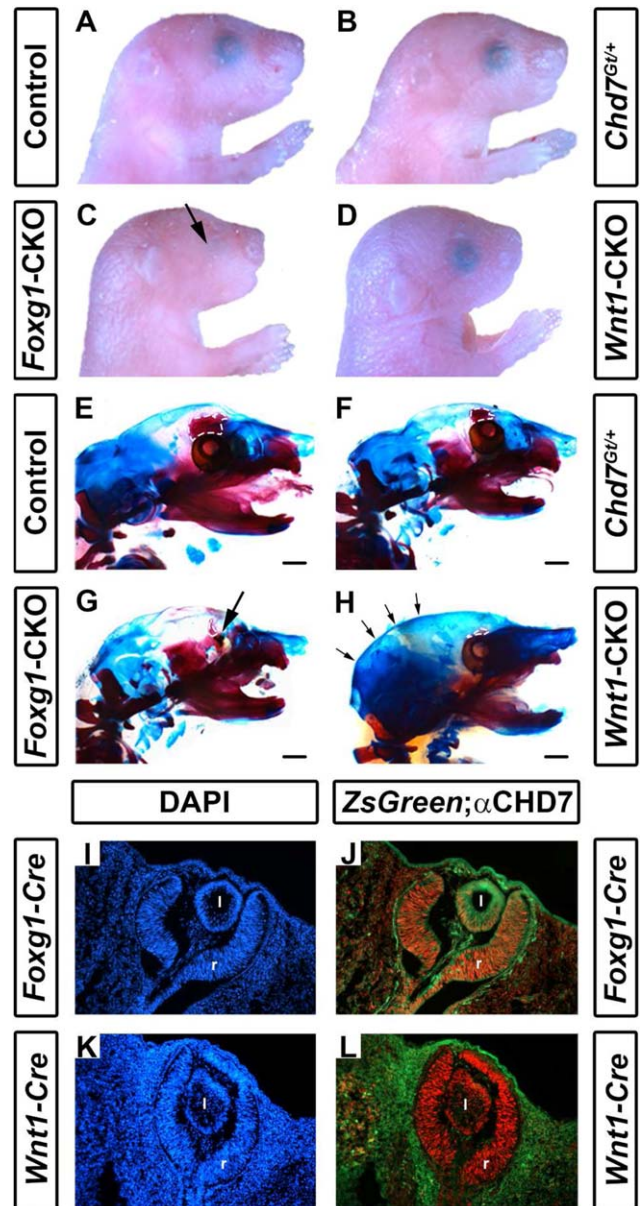 A
B
Control
Chd7Gt/+
C
D
Foxg1-CKO
Wnt1-CKO
E
F
Control
Chd7Gt/+
G
H
Foxg1-CKO
Wnt1-CKO
DAPI
ZsGreen;αCHD7
I
l
r
J
l
r
Foxg1-Cre
Foxg1-Cre
K
l
r
L
l
r
Wnt1-Cre
Wnt1-Cre